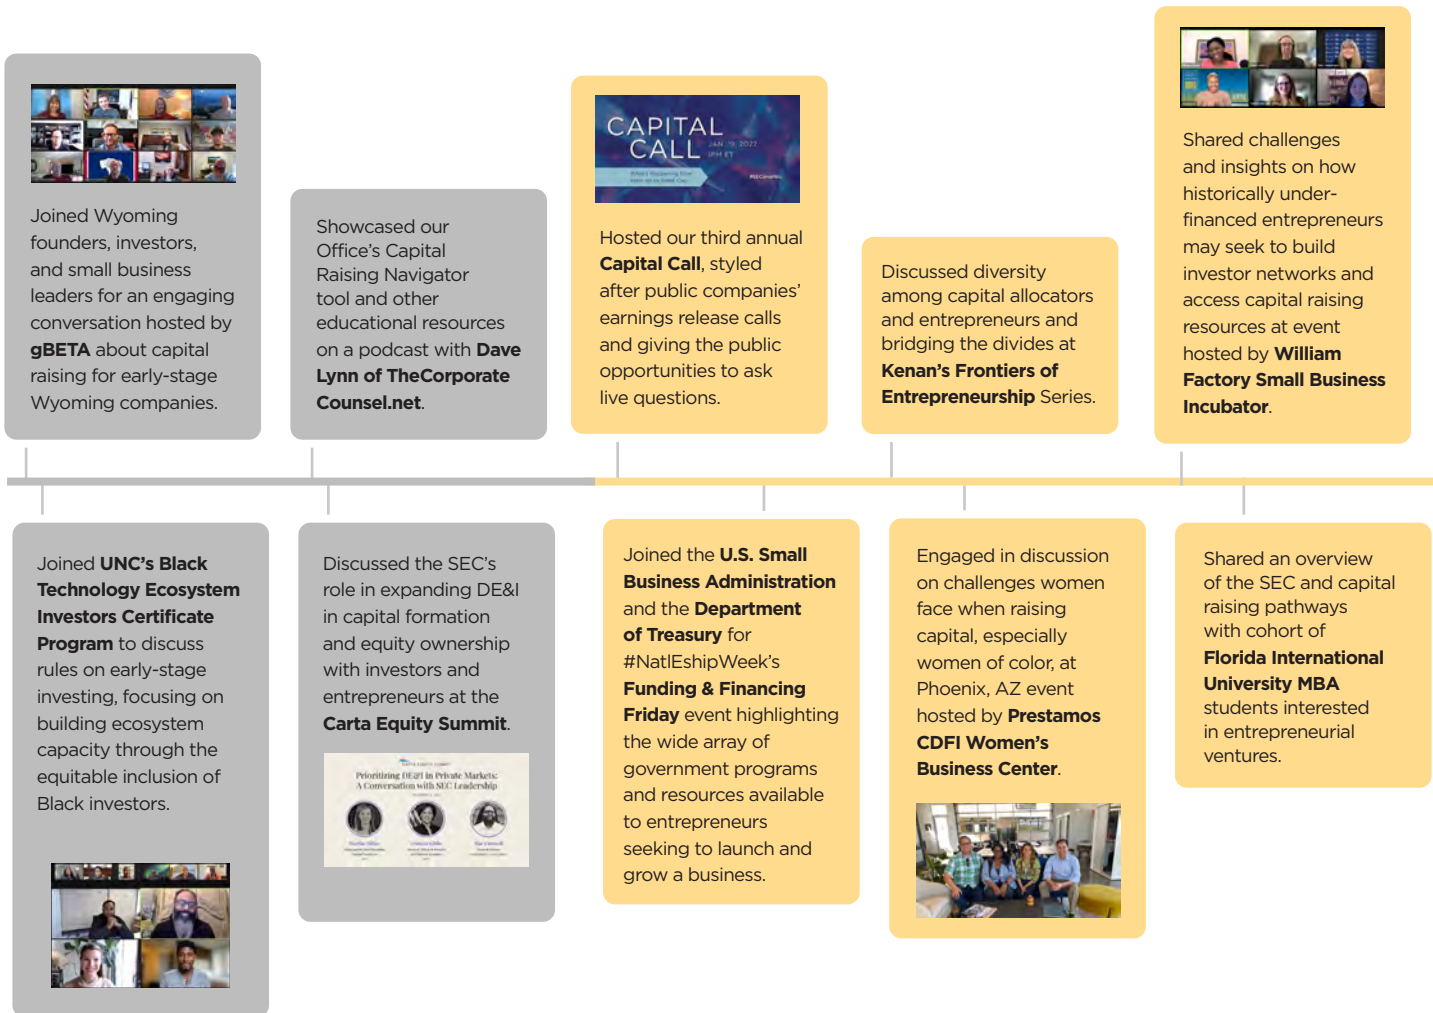 Joined Wyoming
founders, investors,
and small business
leaders for an engaging
conversation hosted by
gBETA about capital
raising for early-stage
Wyoming companies.
Showcased our
Office's Capital
Raising Navigator
tool and other
educational resources
on a podcast with Dave
Lynn of TheCorporate
Counsel.net.
CAPITAL
CALL
JAN 19, 2022
1PM ET
Hosted our third annual
Capital Call, styled
after public companies'
earnings release calls
and giving the public
opportunities to ask
live questions.
Discussed diversity
among capital allocators
and entrepreneurs and
bridging the divides at
Kenan's Frontiers of
Entrepreneurship Series.
Shared challenges
and insights on how
historically under-
financed entrepreneurs
may seek to build
investor networks and
access capital raising
resources at event
hosted by William
Factory Small Business
Incubator.
Joined UNC's Black
Technology Ecosystem
Investors Certificate
Program to discuss
rules on early-stage
investing, focusing on
building ecosystem
capacity through the
equitable inclusion of
Black investors.
Discussed the SEC's
role in expanding DE&I
in capital formation
and equity ownership
with investors and
entrepreneurs at the
Carta Equity Summit.
CARTA EQUITY SUMMIT
Prioritizing DE&I in Private Markets:
A Conversation with SEC Leadership
Joined the U.S. Small
Business Administration
and the Department
of Treasury for
#NatlEshipWeek's
Funding & Financing
Friday event highlighting
the wide array of
government programs
and resources available
to entrepreneurs
seeking to launch and
grow a business.
Engaged in discussion
on challenges women
face when raising
capital, especially
women of color, at
Phoenix, AZ event
hosted by Prestamos
CDFI Women's
Business Center.
Shared an overview
of the SEC and capital
raising pathways
with cohort of
Florida International
University MBA
students interested
in entrepreneurial
ventures.